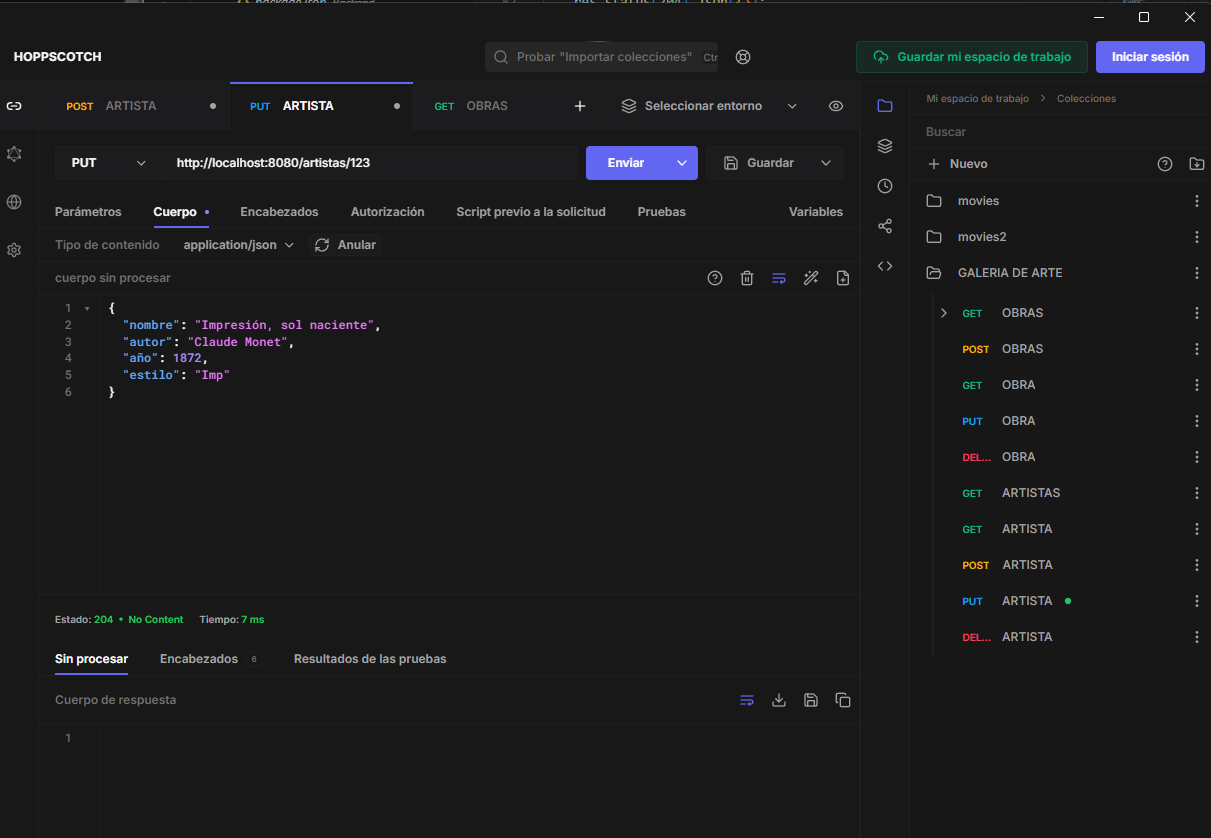 HOPPSCOTCH
Probar "Importar colecciones" Ctr
Guardar mi espacio de trabajo
Iniciar sesión
POST ARTISTA
PUT ARTISTA
GET OBRAS
Seleccionar entorno
PUT
http://localhost:8080/artistas/123
Enviar
Guardar
Parámetros
Cuerpo
Encabezados
Autorización
Script previo a la solicitud
Pruebas
Variables
Tipo de contenido application/json Anular
cuerpo sin procesar
1 {
2 "nombre": "Impresión, sol naciente",
3 "autor": "Claude Monet",
4 "año": 1872,
5 "estilo": "Imp"
6 }
Estado: 204 • No Content Tiempo: 7 ms
Sin procesar
Encabezados 6
Resultados de las pruebas
Cuerpo de respuesta
1
Mi espacio de trabajo > Colecciones
Buscar
+ Nuevo
movies
movies2
GALERIA DE ARTE
GET OBRAS
POST OBRAS
GET OBRA
PUT OBRA
DEL... OBRA
GET ARTISTAS
GET ARTISTA
POST ARTISTA
PUT ARTISTA
DEL... ARTISTA